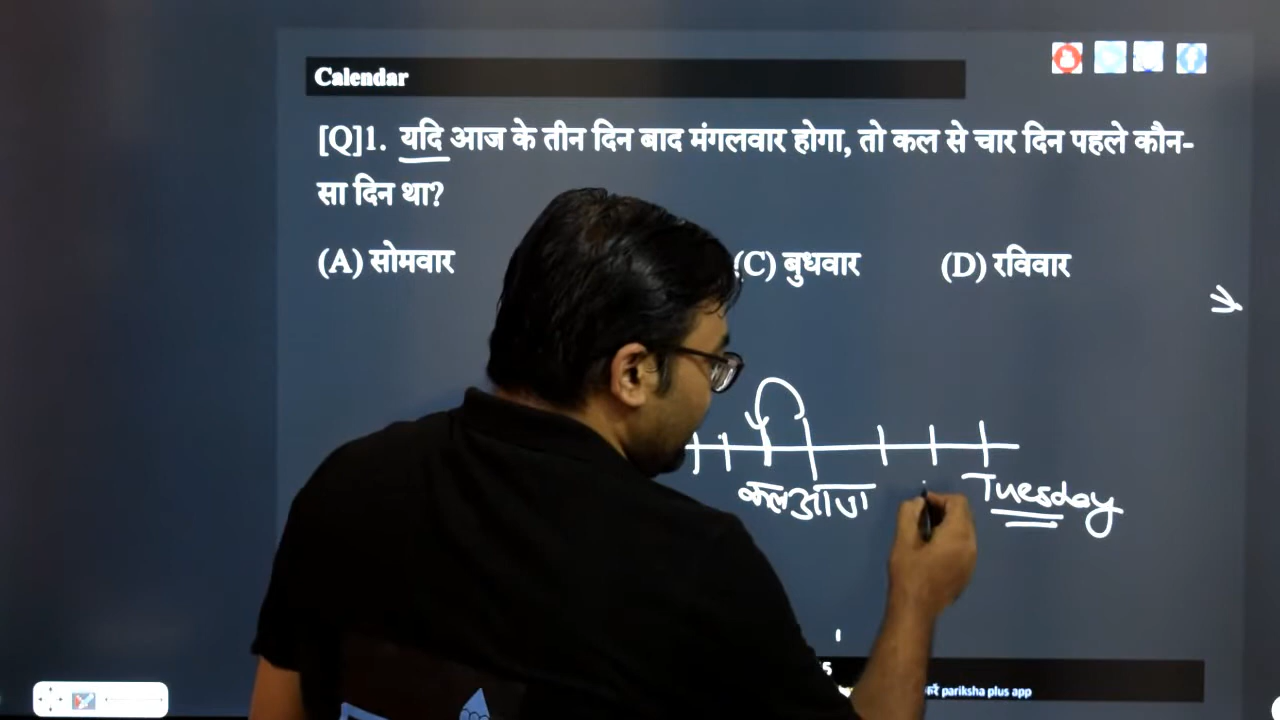 Calendar
[Q]1. यदि आज के तीन दिन बाद मंगलवार होगा, तो कल से चार दिन पहले कौन-
सा दिन था?
(A) सोमवार (C) बुधवार (D) रविवार
कल आज Tuesday
pariksha plus app